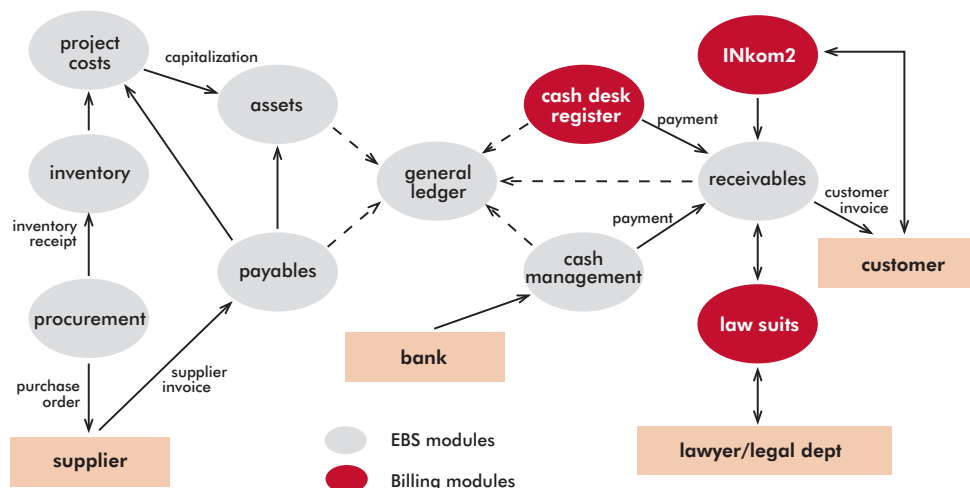 project
costs
capitalization
assets
INkom2
cash desk
register
payment
inventory
general
ledger
receivables
customer
invoice
inventory
receipt
payment
payables
cash
management
customer
procurement
law suits
bank
purchase
order
supplier
invoice
supplier
EBS modules
lawyer/legal dept
Billing modules